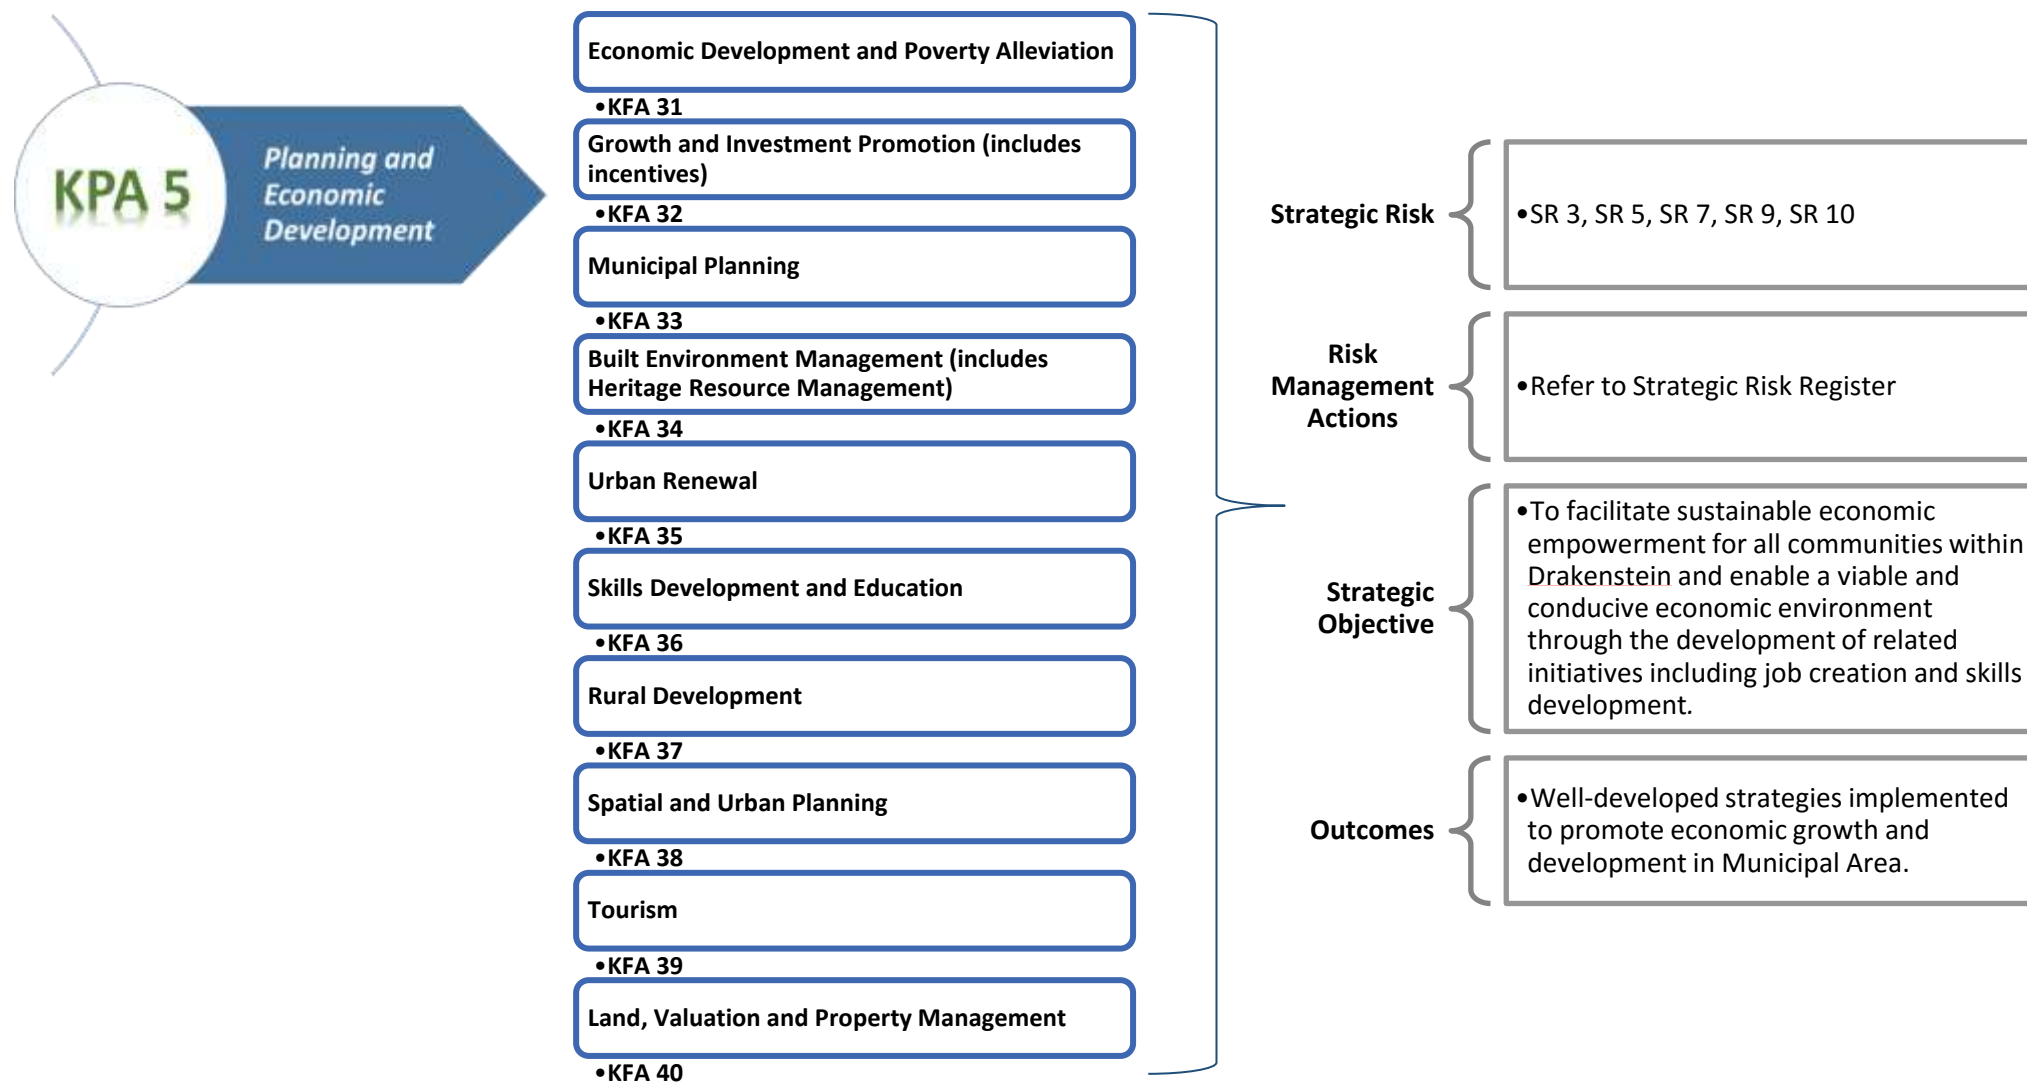 KPA 5
Planning and
Economic
Development
Economic Development and Poverty Alleviation
•KFA 31
Growth and Investment Promotion (includes
incentives)
•KFA 32
Municipal Planning
•KFA 33
Built Environment Management (includes
Heritage Resource Management)
•KFA 34
Urban Renewal
•KFA 35
Skills Development and Education
•KFA 36
Rural Development
•KFA 37
Spatial and Urban Planning
•KFA 38
Tourism
•KFA 39
Land, Valuation and Property Management
•KFA 40
Strategic Risk
•SR 3, SR 5, SR 7, SR 9, SR 10
Risk
Management
Actions
•Refer to Strategic Risk Register
Strategic
Objective
•To facilitate sustainable economic
empowerment for all communities within
Drakenstein and enable a viable and
conducive economic environment
through the development of related
initiatives including job creation and skills
development.
Outcomes
•Well-developed strategies implemented
to promote economic growth and
development in Municipal Area.